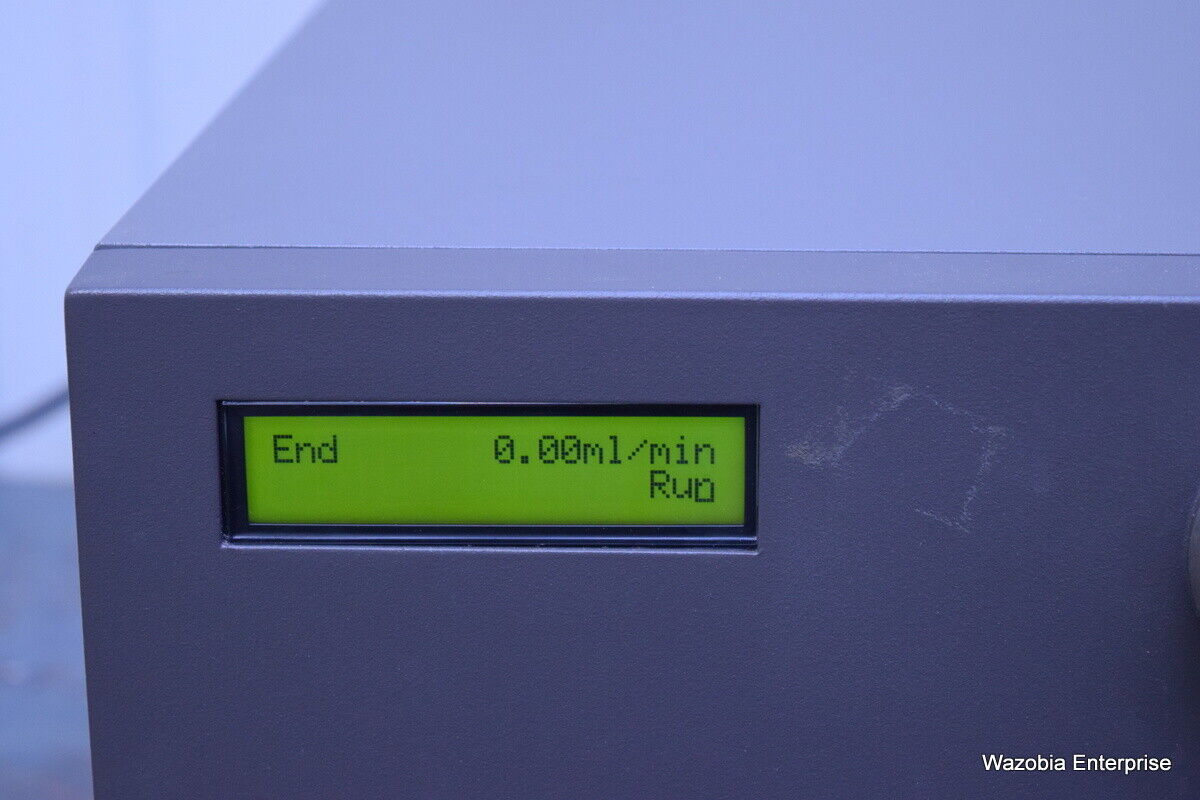 End 0.00ml/min
Run
Wazobia Enterprise